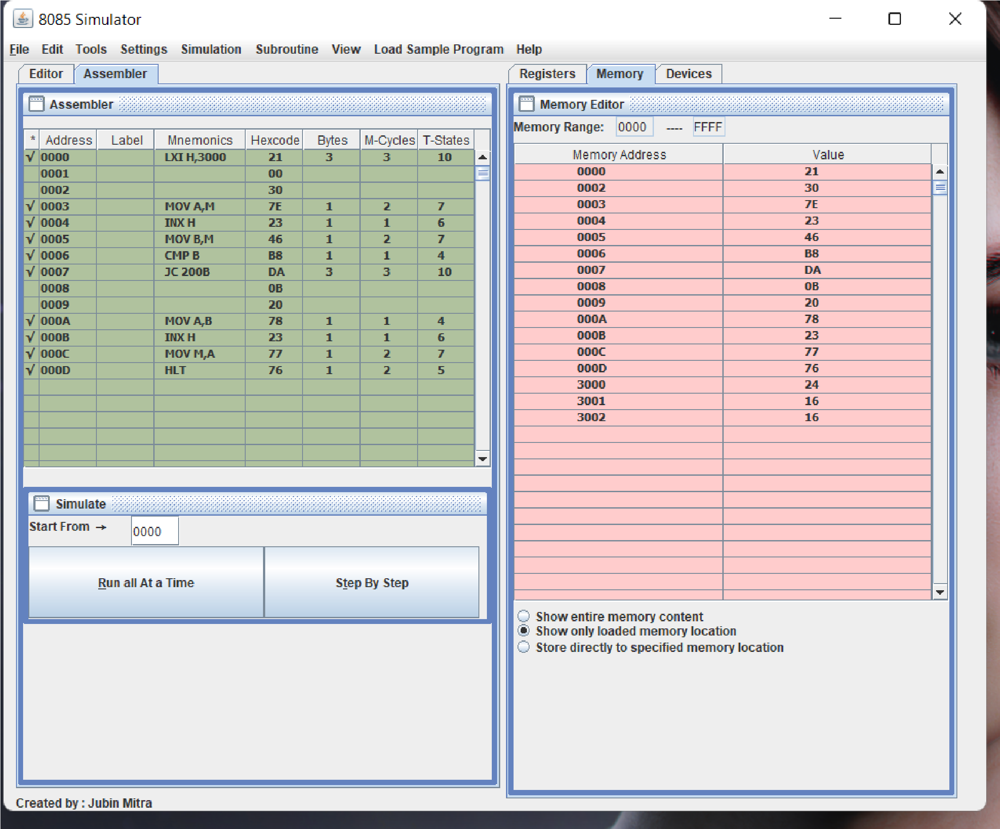 8085 Simulator
File Edit Tools Settings Simulation Subroutine View Load Sample Program Help
Editor Assembler
Assembler
* Address Label Mnemonics Hexcode Bytes M-Cycles T-States
√ 0000 LXI H,3000 21 3 3 10
0001 00
0002 30
√ 0003 MOV A,M 7E 1 2 7
√ 0004 INX H 23 1 1 6
√ 0005 MOV B,M 46 1 2 7
√ 0006 CMP B B8 1 1 4
√ 0007 JC 200B DA 3 3 10
0008 0B
0009 20
√ 000A MOV A,B 78 1 1 4
√ 000B INX H 23 1 1 6
√ 000C MOV M,A 77 1 2 7
√ 000D HLT 76 1 2 5
Simulate
Start From → 0000
Run all At a Time Step By Step
Registers Memory Devices
Memory Editor
Memory Range: 0000 ---- FFFF
Memory Address Value
0000 21
0002 30
0003 7E
0004 23
0005 46
0006 B8
0007 DA
0008 0B
0009 20
000A 78
000B 23
000C 77
000D 76
3000 24
3001 16
3002 16
Show entire memory content
Show only loaded memory location
Store directly to specified memory location
Created by : Jubin Mitra